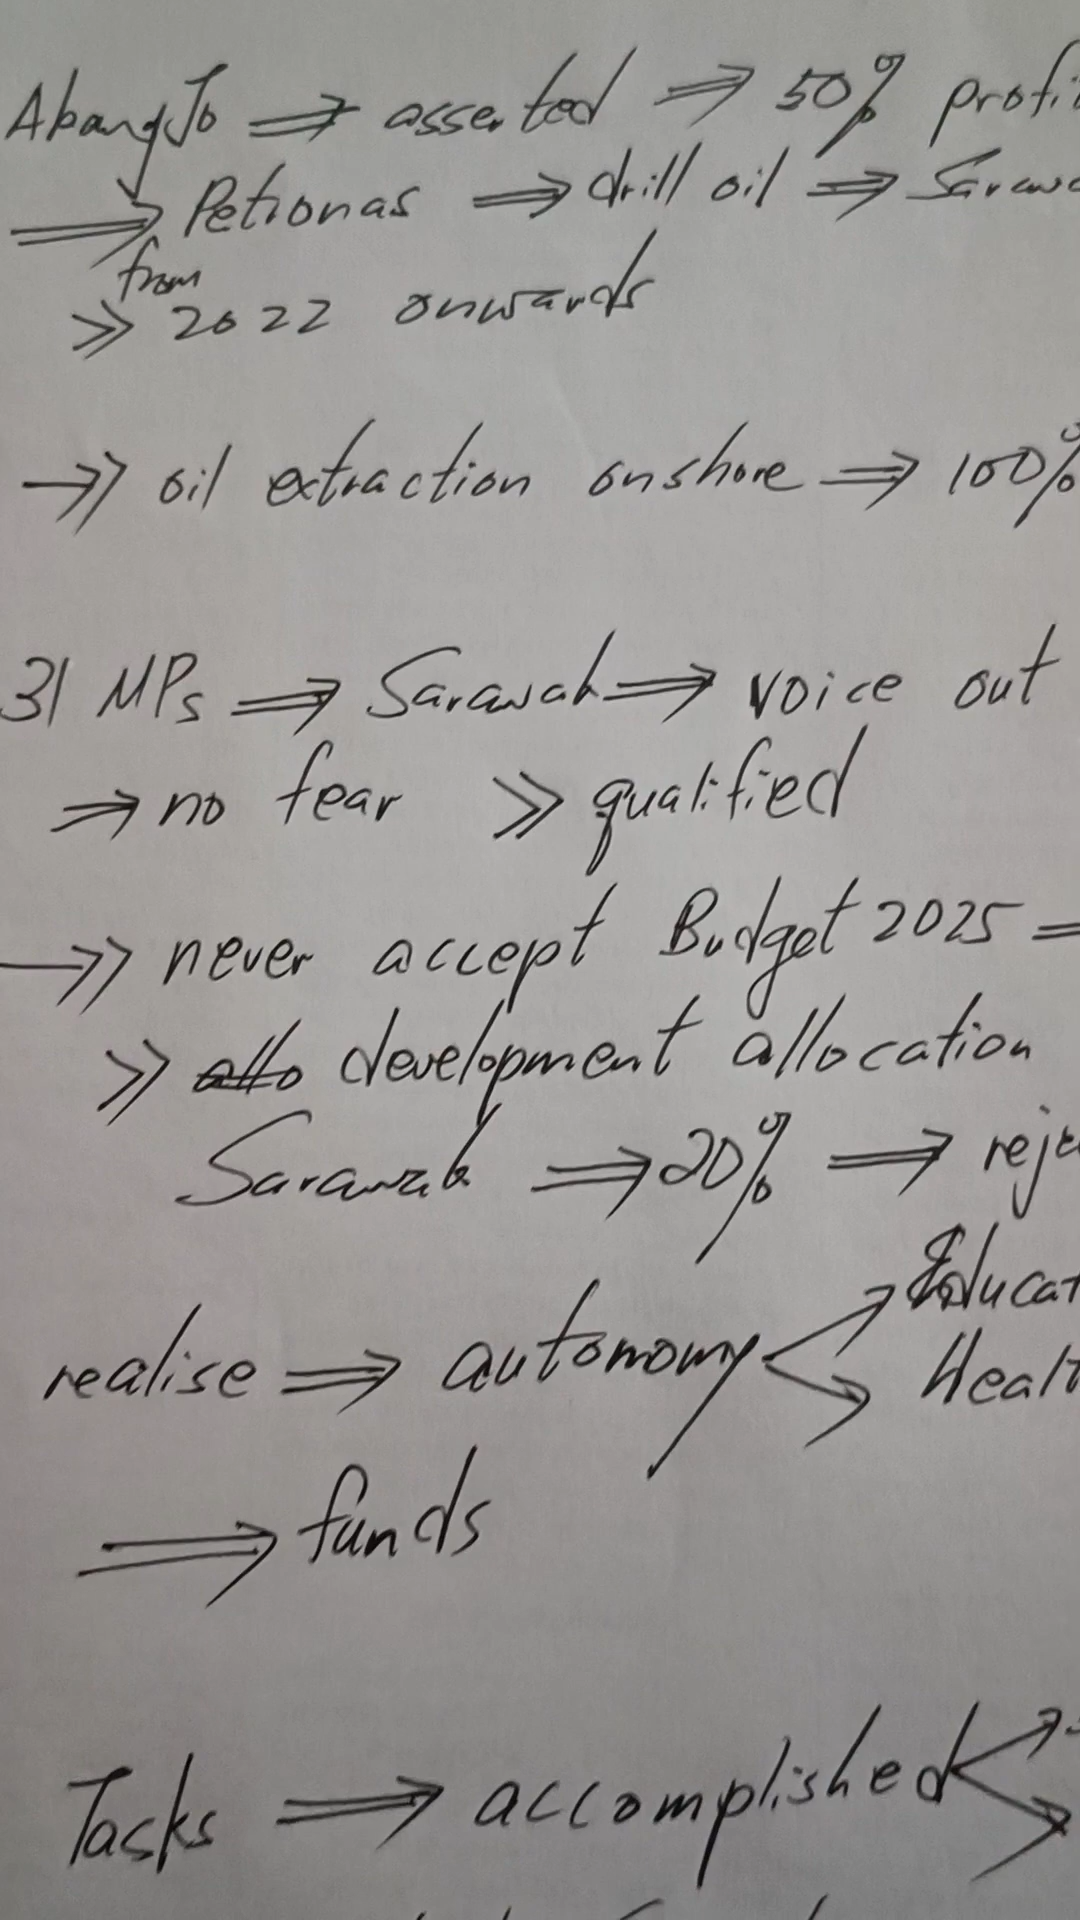 Abang Jo ⇒ asserted ⇒ 50% profi
⇒ Petronas ⇒ drill oil ⇒ Sarawa
from
≫ 2022 onwards
→≫ oil extraction onshore ⇒ 100%
31 MPs ⇒ Sarawak ⇒ voice out
⇒ no fear ≫ qualified
→≫ never accept Budget 2025 =
≫ development allocation
Sarawak ⇒ 20% ⇒ reje
Educat
realise ⇒ autonomy Healt
⇒ funds
Tasks ⇒ accomplished